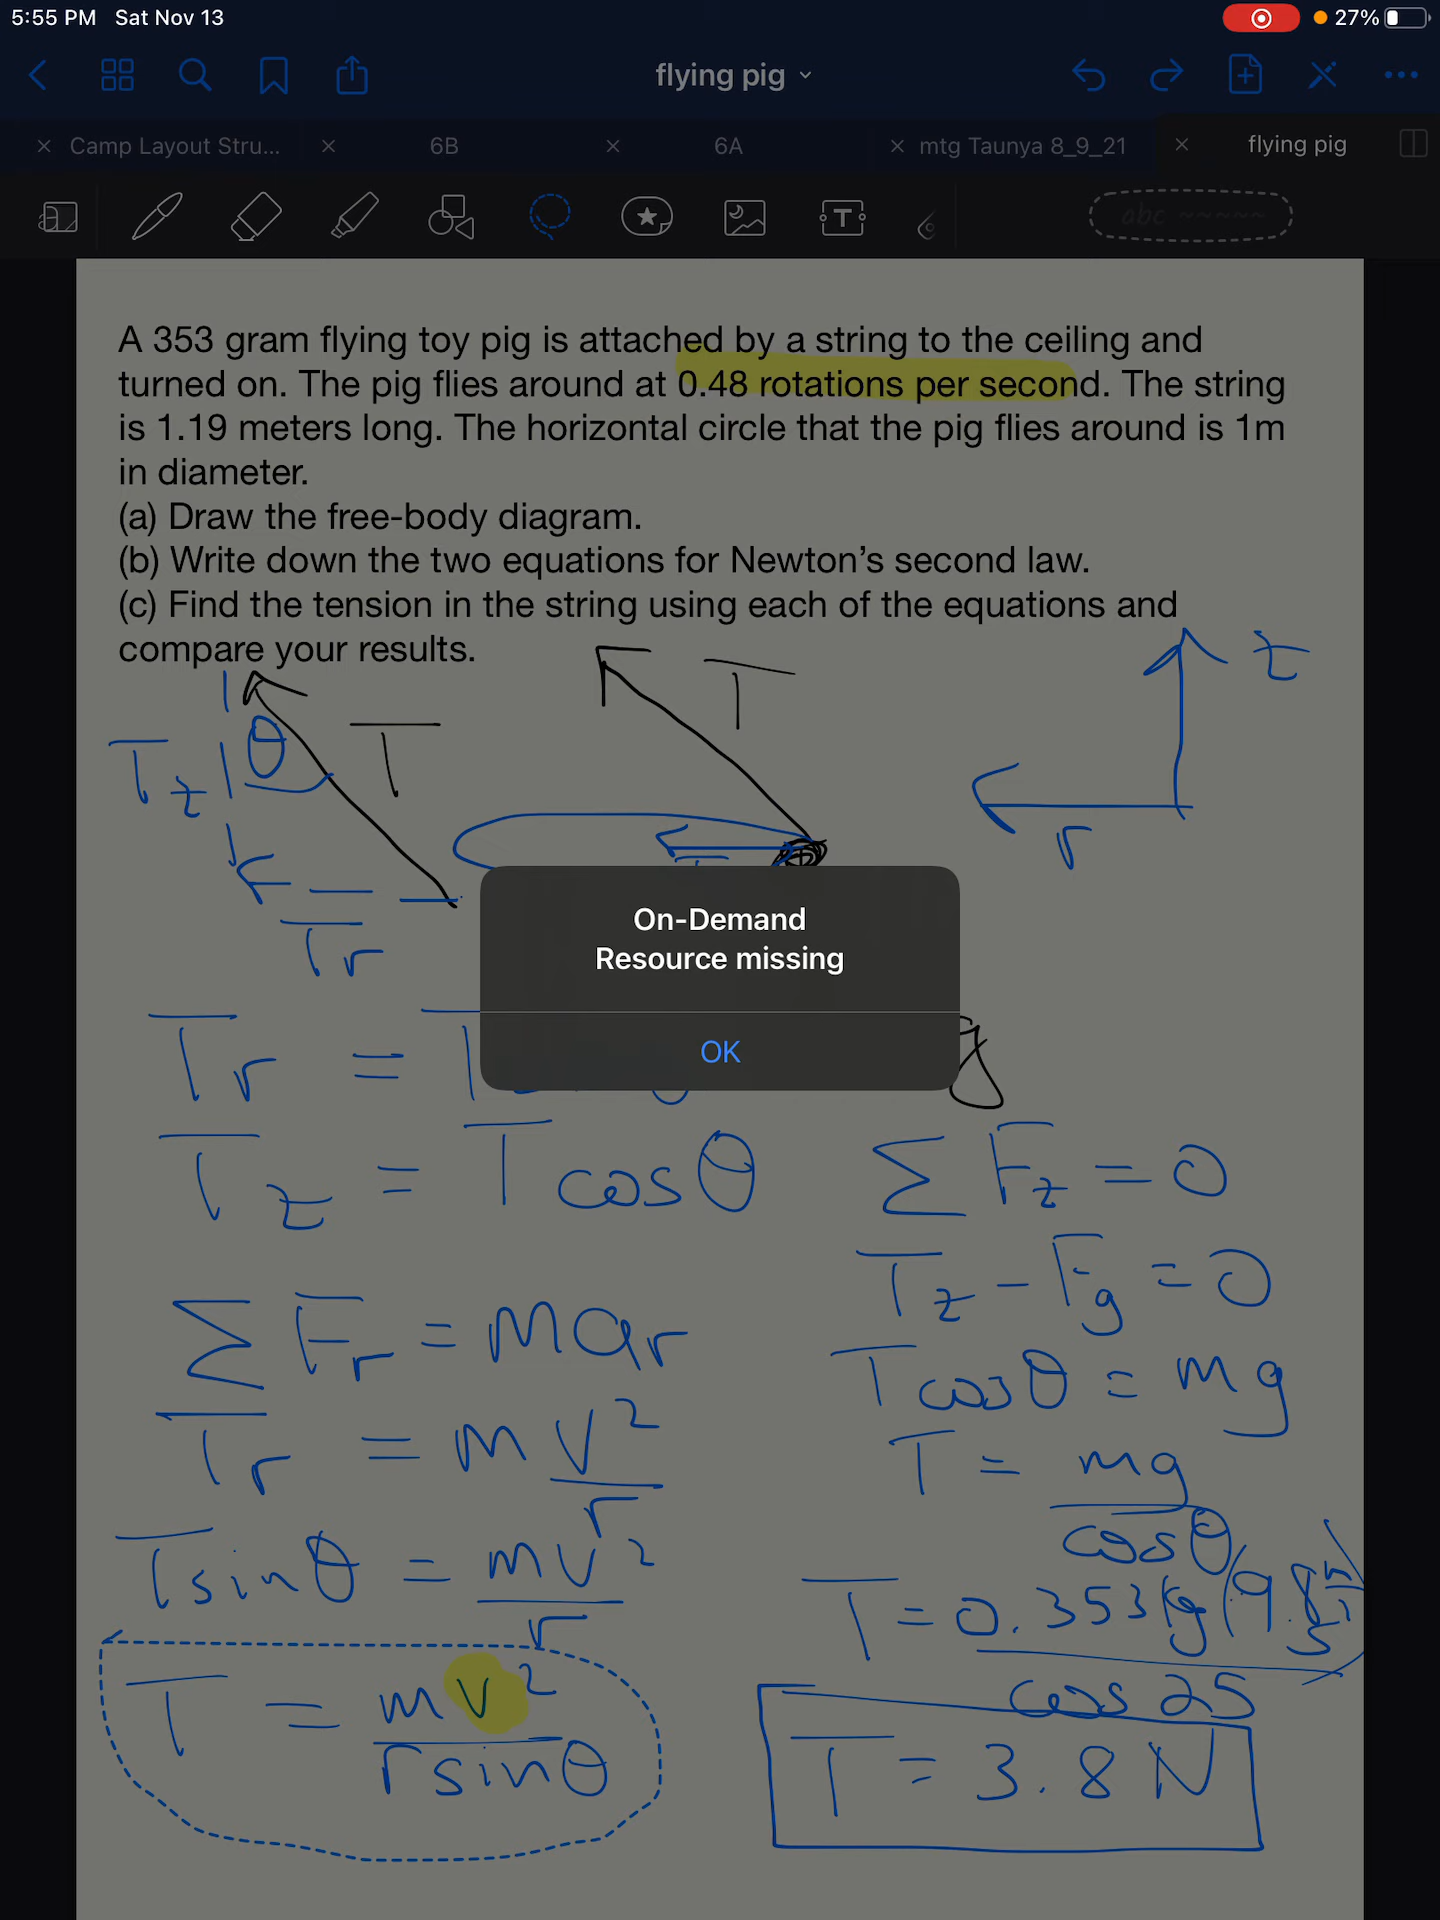 5:55 PM Sat Nov 13
27%
flying pig
Camp Layout Stru...
6B
6A
mtg Taunya 8_9_21
flying pig
a
T
abc
A 353 gram flying toy pig is attached by a string to the ceiling and
turned on. The pig flies around at 0.48 rotations per second. The string
is 1.19 meters long. The horizontal circle that the pig flies around is 1m
in diameter.
(a) Draw the free-body diagram.
(b) Write down the two equations for Newton’s second law.
(c) Find the tension in the string using each of the equations and
compare your results.
T
z
Tz
θ
T
r
Tr
On-Demand
Resource missing
OK
Tr =
g
Tz = T cosθ
ΣFz = 0
Tz - Fg = 0
ΣFr = mar
T cosθ = mg
Tr = m v²/r
T = mg/cosθ
T sinθ = mv²/r
T = 0.353kg(9.8 m/s²)/cos 25
T = mv²/r sinθ
T = 3.8 N